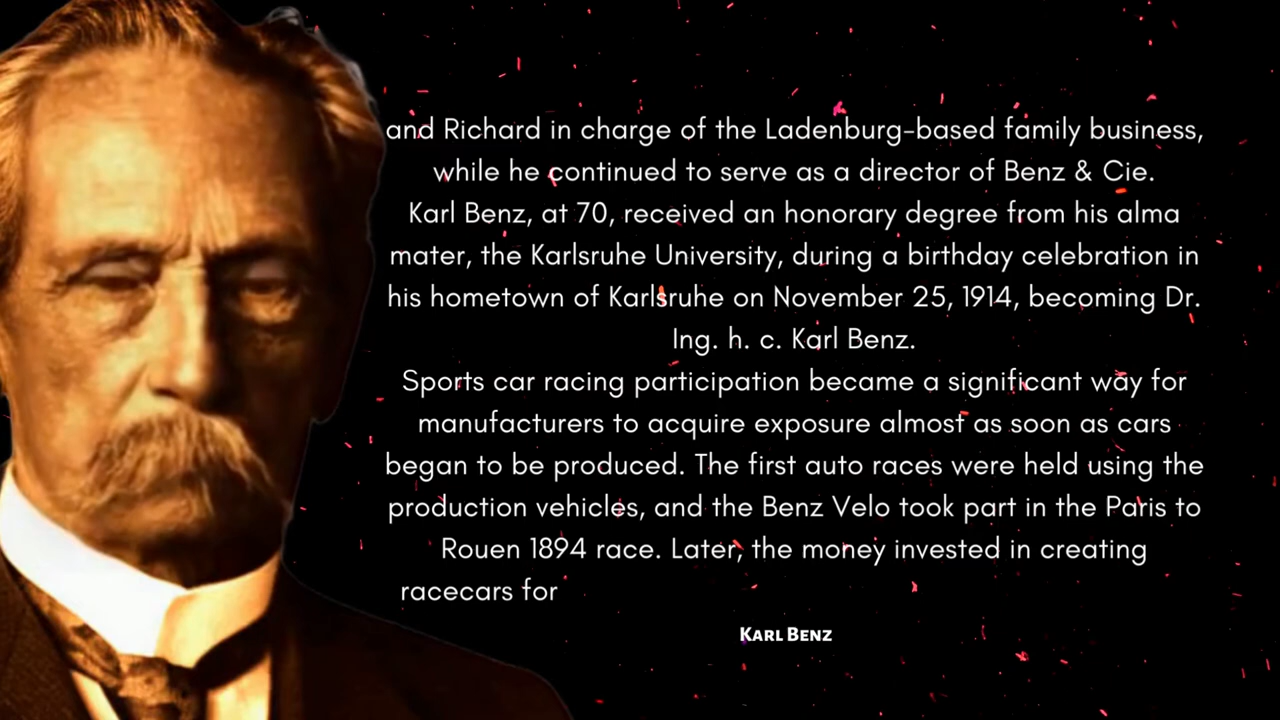 and Richard in charge of the Ladenburg-based family business,
while he continued to serve as a director of Benz & Cie.
Karl Benz, at 70, received an honorary degree from his alma
mater, the Karlsruhe University, during a birthday celebration in
his hometown of Karlsruhe on November 25, 1914, becoming Dr.
Ing. h. c. Karl Benz.
Sports car racing participation became a significant way for
manufacturers to acquire exposure almost as soon as cars
began to be produced. The first auto races were held using the
production vehicles, and the Benz Velo took part in the Paris to
Rouen 1894 race. Later, the money invested in creating
racecars for
Karl Benz